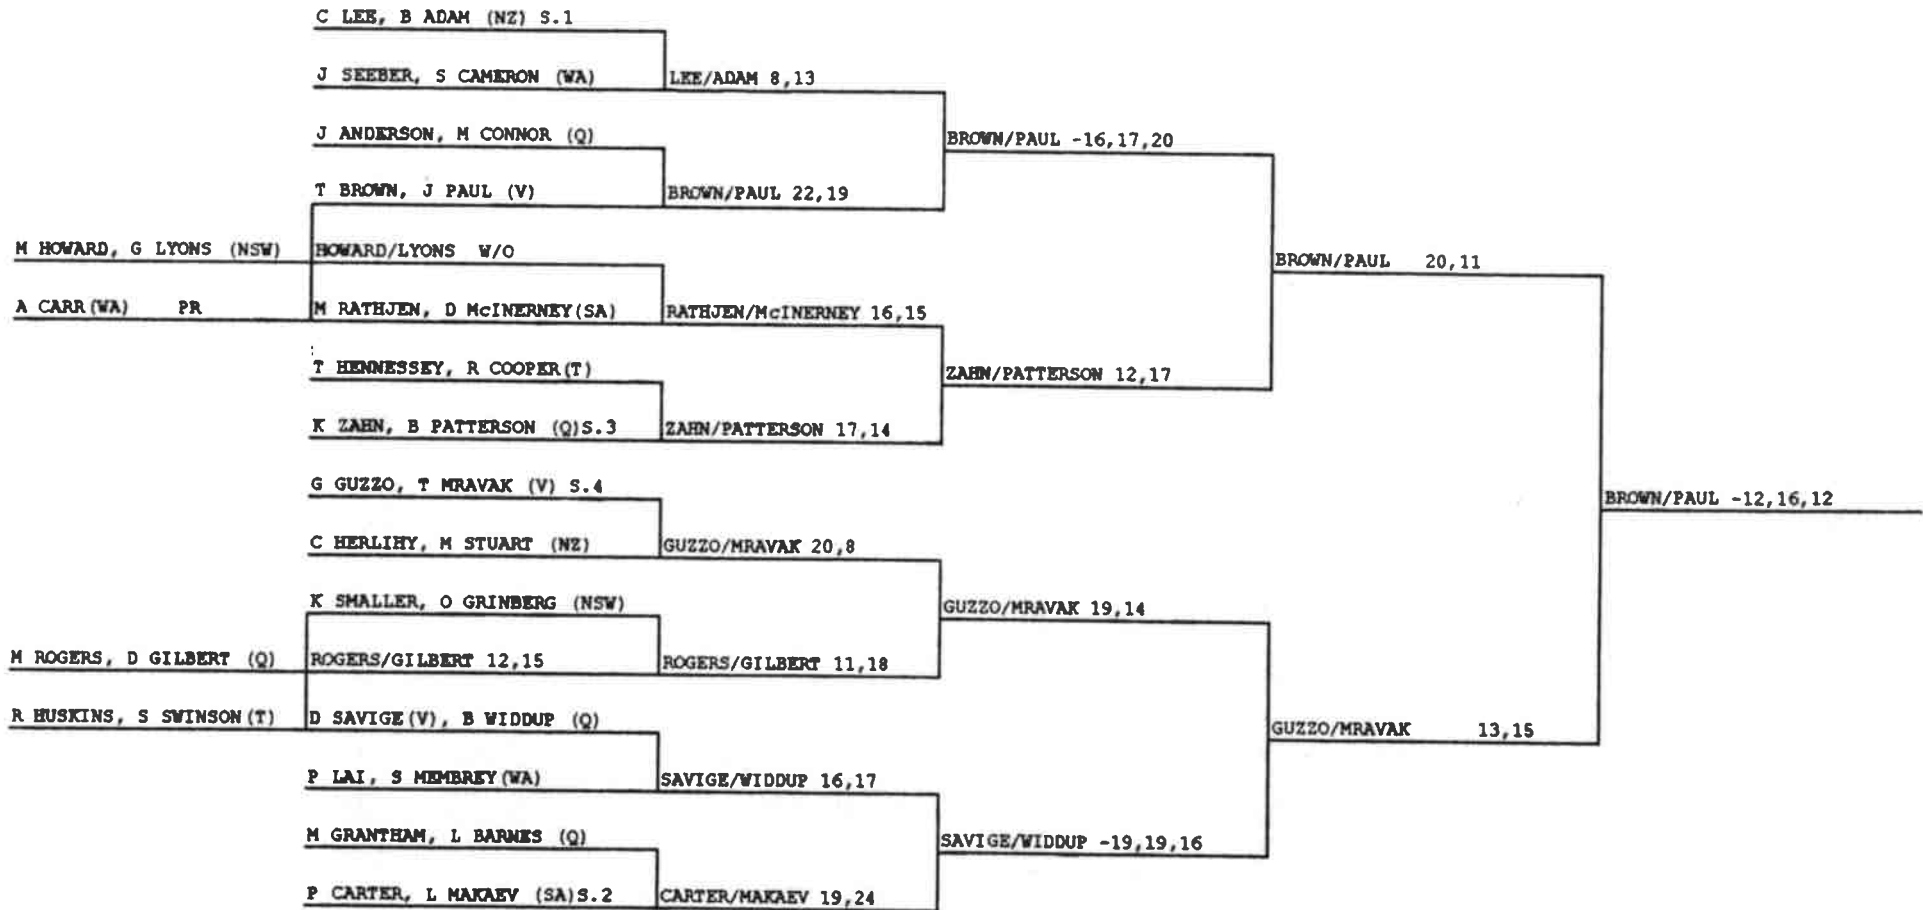 C LEE, B ADAM (NZ) S.1
J SEEBER, S CAMERON (WA)
LEE/ADAM 8,13
J ANDERSON, M CONNOR (Q)
BROWN/PAUL -16,17,20
T BROWN, J PAUL (V)
BROWN/PAUL 22,19
M HOWARD, G LYONS (NSW)
HOWARD/LYONS W/O
BROWN/PAUL 20,11
A CARR(WA) PR
M RATHJEN, D McINERNEY(SA)
RATHJEN/McINERNEY 16,15
T HENNESSEY, R COOPER(T)
ZAHN/PATTERSON 12,17
K ZAHN, B PATTERSON (Q)S.3
ZAHN/PATTERSON 17,14
G GUZZO, T MRAVAK (V) S.4
BROWN/PAUL -12,16,12
C HERLIHY, M STUART (NZ)
GUZZO/MRAVAK 20,8
K SMALLER, O GRINBERG (NSW)
GUZZO/MRAVAK 19,14
M ROGERS, D GILBERT (Q)
ROGERS/GILBERT 12,15
ROGERS/GILBERT 11,18
R HUSKINS, S SWINSON(T)
D SAVIGE(V), B WIDDUP (Q)
GUZZO/MRAVAK 13,15
P LAI, S MEMBREY(WA)
SAVIGE/WIDDUP 16,17
M GRANTHAM, L BARNES (Q)
SAVIGE/WIDDUP -19,19,16
P CARTER, L MAKAEV (SA)S.2
CARTER/MAKAEV 19,24